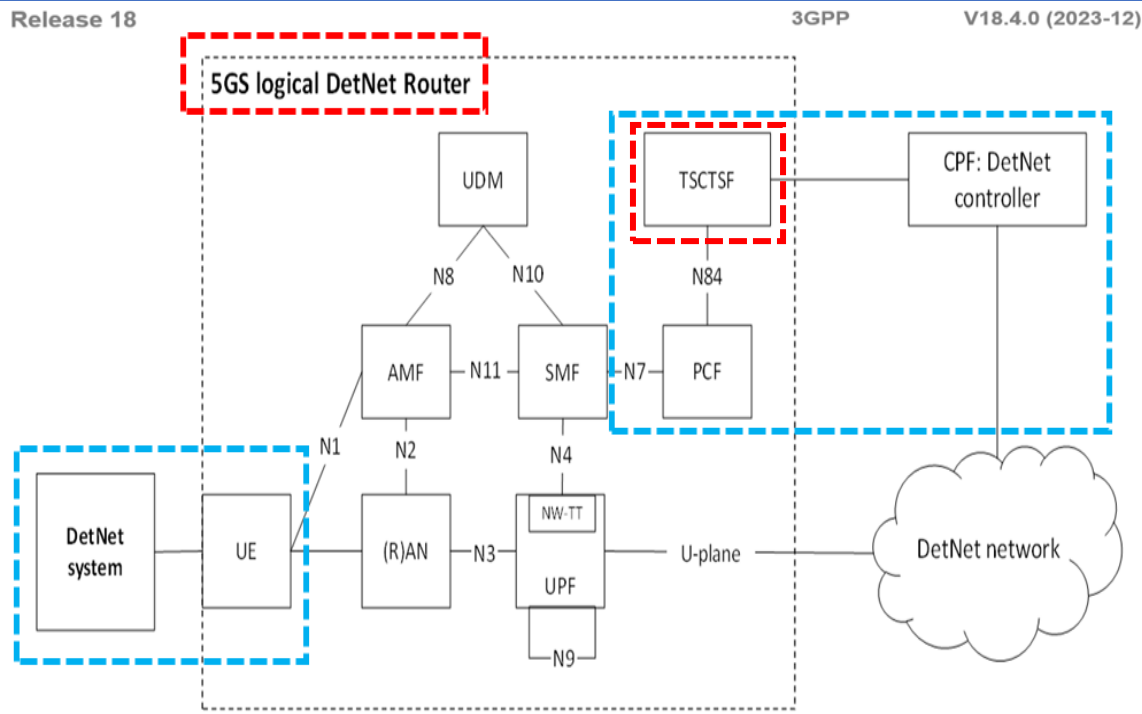 Release 18
3GPP
V18.4.0 (2023-12)
5GS logical DetNet Router
UDM
TSCTSF
CPF: DetNet
controller
N8
N10
N84
AMF
N11
SMF
N7
PCF
N1
N2
N4
DetNet
system
UE
(R)AN
N3
NW-TT
UPF
U-plane
DetNet network
N9